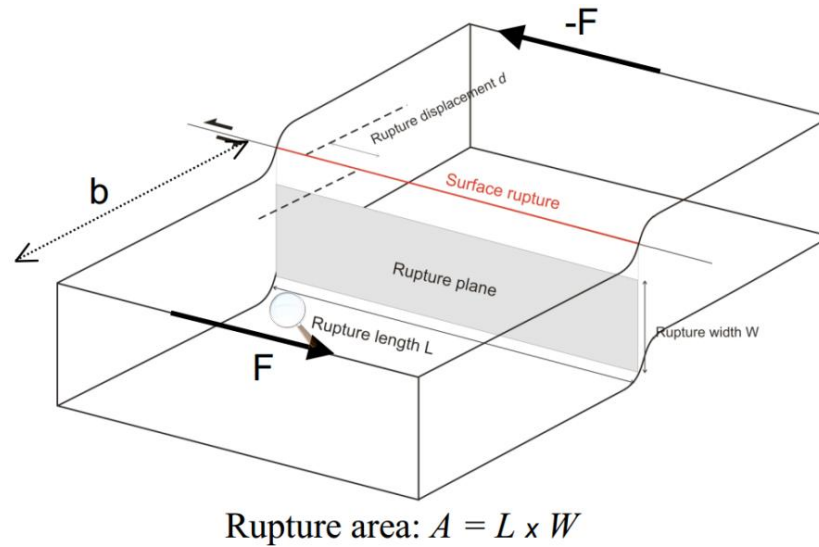 -F
Rupture displacement d
b
Surface rupture
Rupture plane
Rupture length L
Rupture width W
F
Rupture area: A = L x W